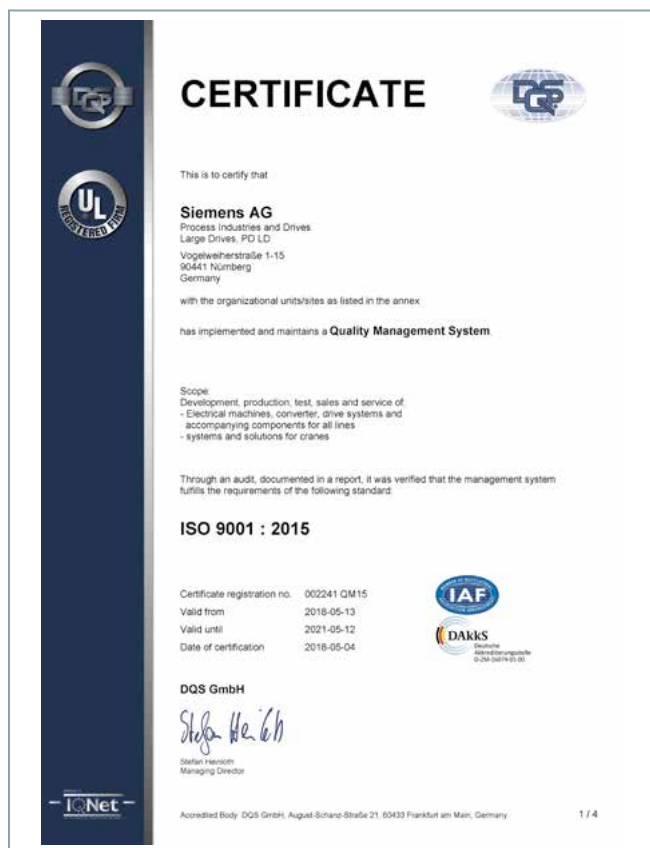 DQS
CERTIFICATE
DQS
UL
REGISTERED FIRM
This is to certify that
Siemens AG
Process Industries and Drives
Large Drives, PD LD
Vogelweiherstraße 1-15
90441 Nürnberg
Germany
with the organizational units/sites as listed in the annex
has implemented and maintains a Quality Management System.
Scope:
Development, production, test, sales and service of:
- Electrical machines, converter, drive systems and
accompanying components for all lines
- systems and solutions for cranes
Through an audit, documented in a report, it was verified that the management system
fulfills the requirements of the following standard:
ISO 9001 : 2015
Certificate registration no. 002241 QM15
Valid from 2018-05-13
Valid until 2021-05-12
Date of certification 2018-05-04
IAF
DAkkS
Deutsche
Akkreditierungsstelle
DQS GmbH
Stefan Heinloth
Stefan Heinloth
Managing Director
IQNet
Accredited Body: DQS GmbH, August-Schanz-Straße 21, 60433 Frankfurt am Main, Germany
1 / 4